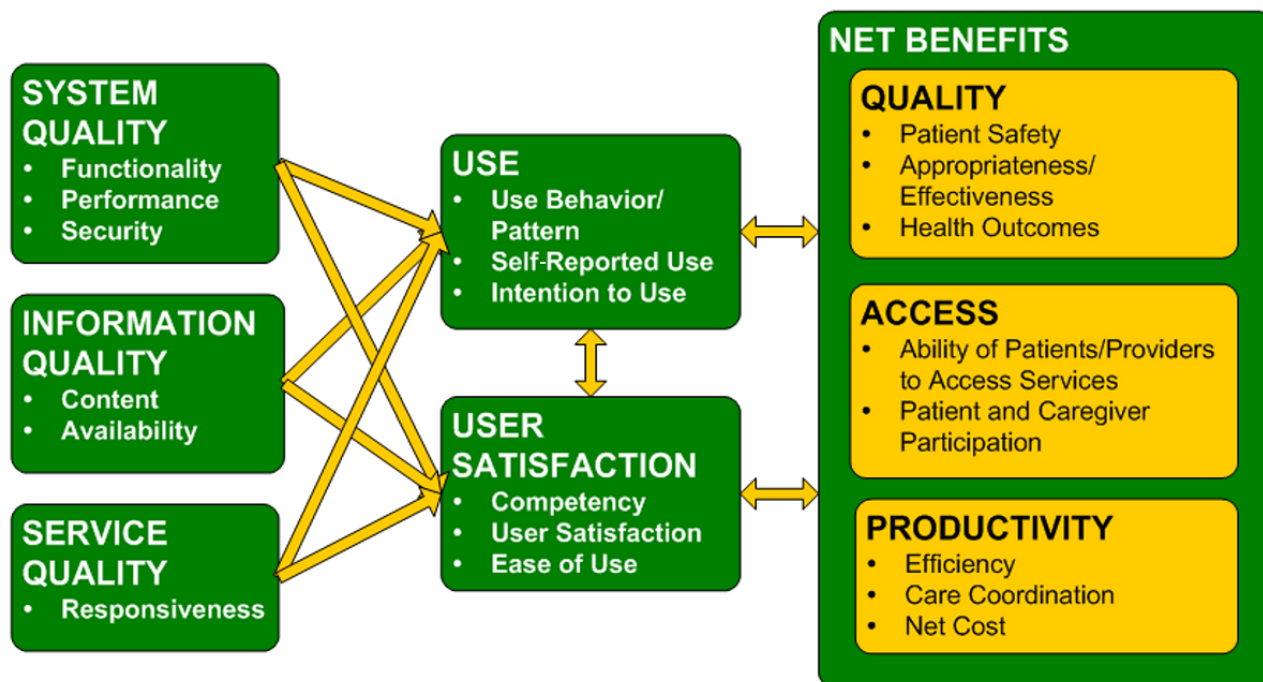 SYSTEM
QUALITY
• Functionality
• Performance
• Security
INFORMATION
QUALITY
• Content
• Availability
SERVICE
QUALITY
• Responsiveness
USE
• Use Behavior/
Pattern
• Self-Reported Use
• Intention to Use
USER
SATISFACTION
• Competency
• User Satisfaction
• Ease of Use
NET BENEFITS
QUALITY
• Patient Safety
• Appropriateness/
Effectiveness
• Health Outcomes
ACCESS
• Ability of Patients/Providers
to Access Services
• Patient and Caregiver
Participation
PRODUCTIVITY
• Efficiency
• Care Coordination
• Net Cost